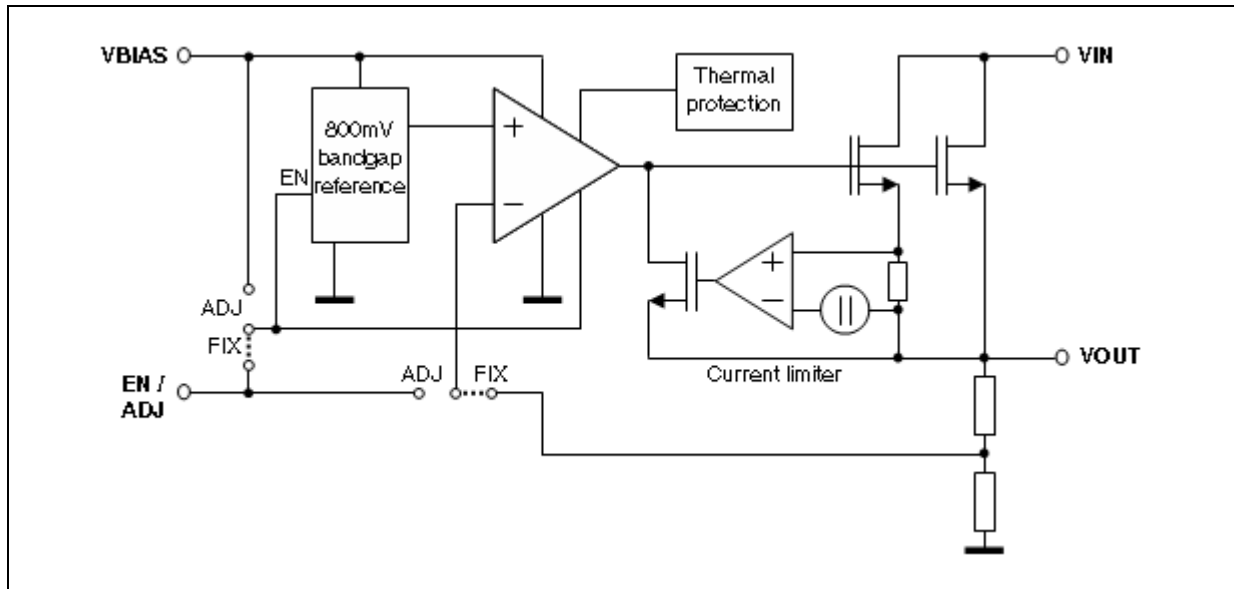 VBIAS
VIN
Thermal
protection
800mV
bandgap
reference
EN
+
−
+
−
ADJ
FIX
EN /
ADJ
ADJ
FIX
Current limiter
VOUT